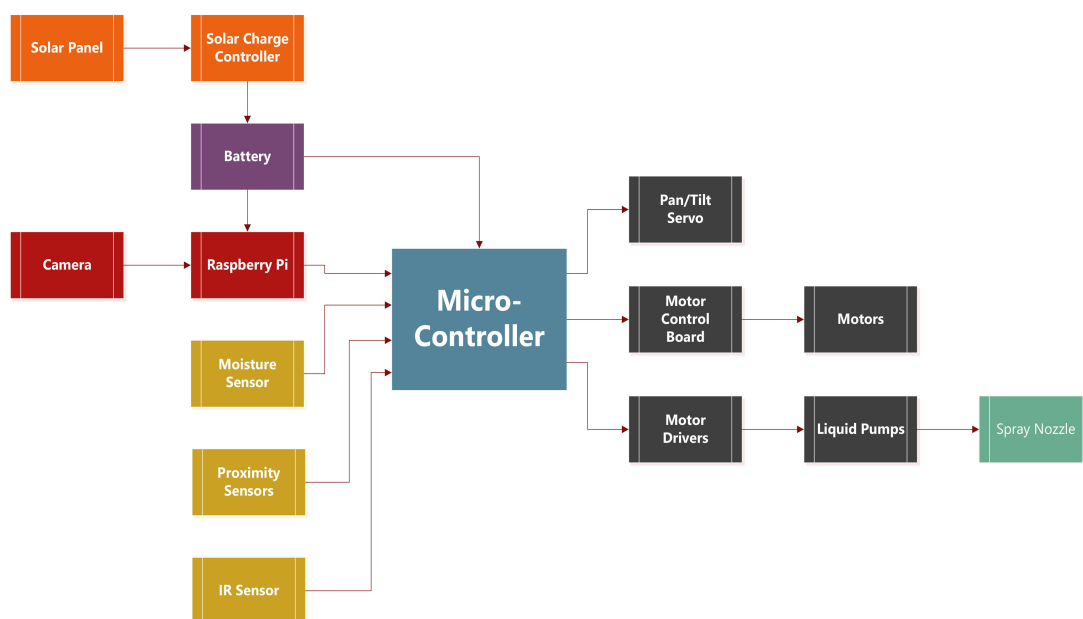 Solar Panel
Solar Charge
Controller
Battery
Camera
Raspberry Pi
Moisture
Sensor
Proximity
Sensors
IR Sensor
Micro-
Controller
Pan/Tilt
Servo
Motor
Control
Board
Motors
Motor
Drivers
Liquid Pumps
Spray Nozzle